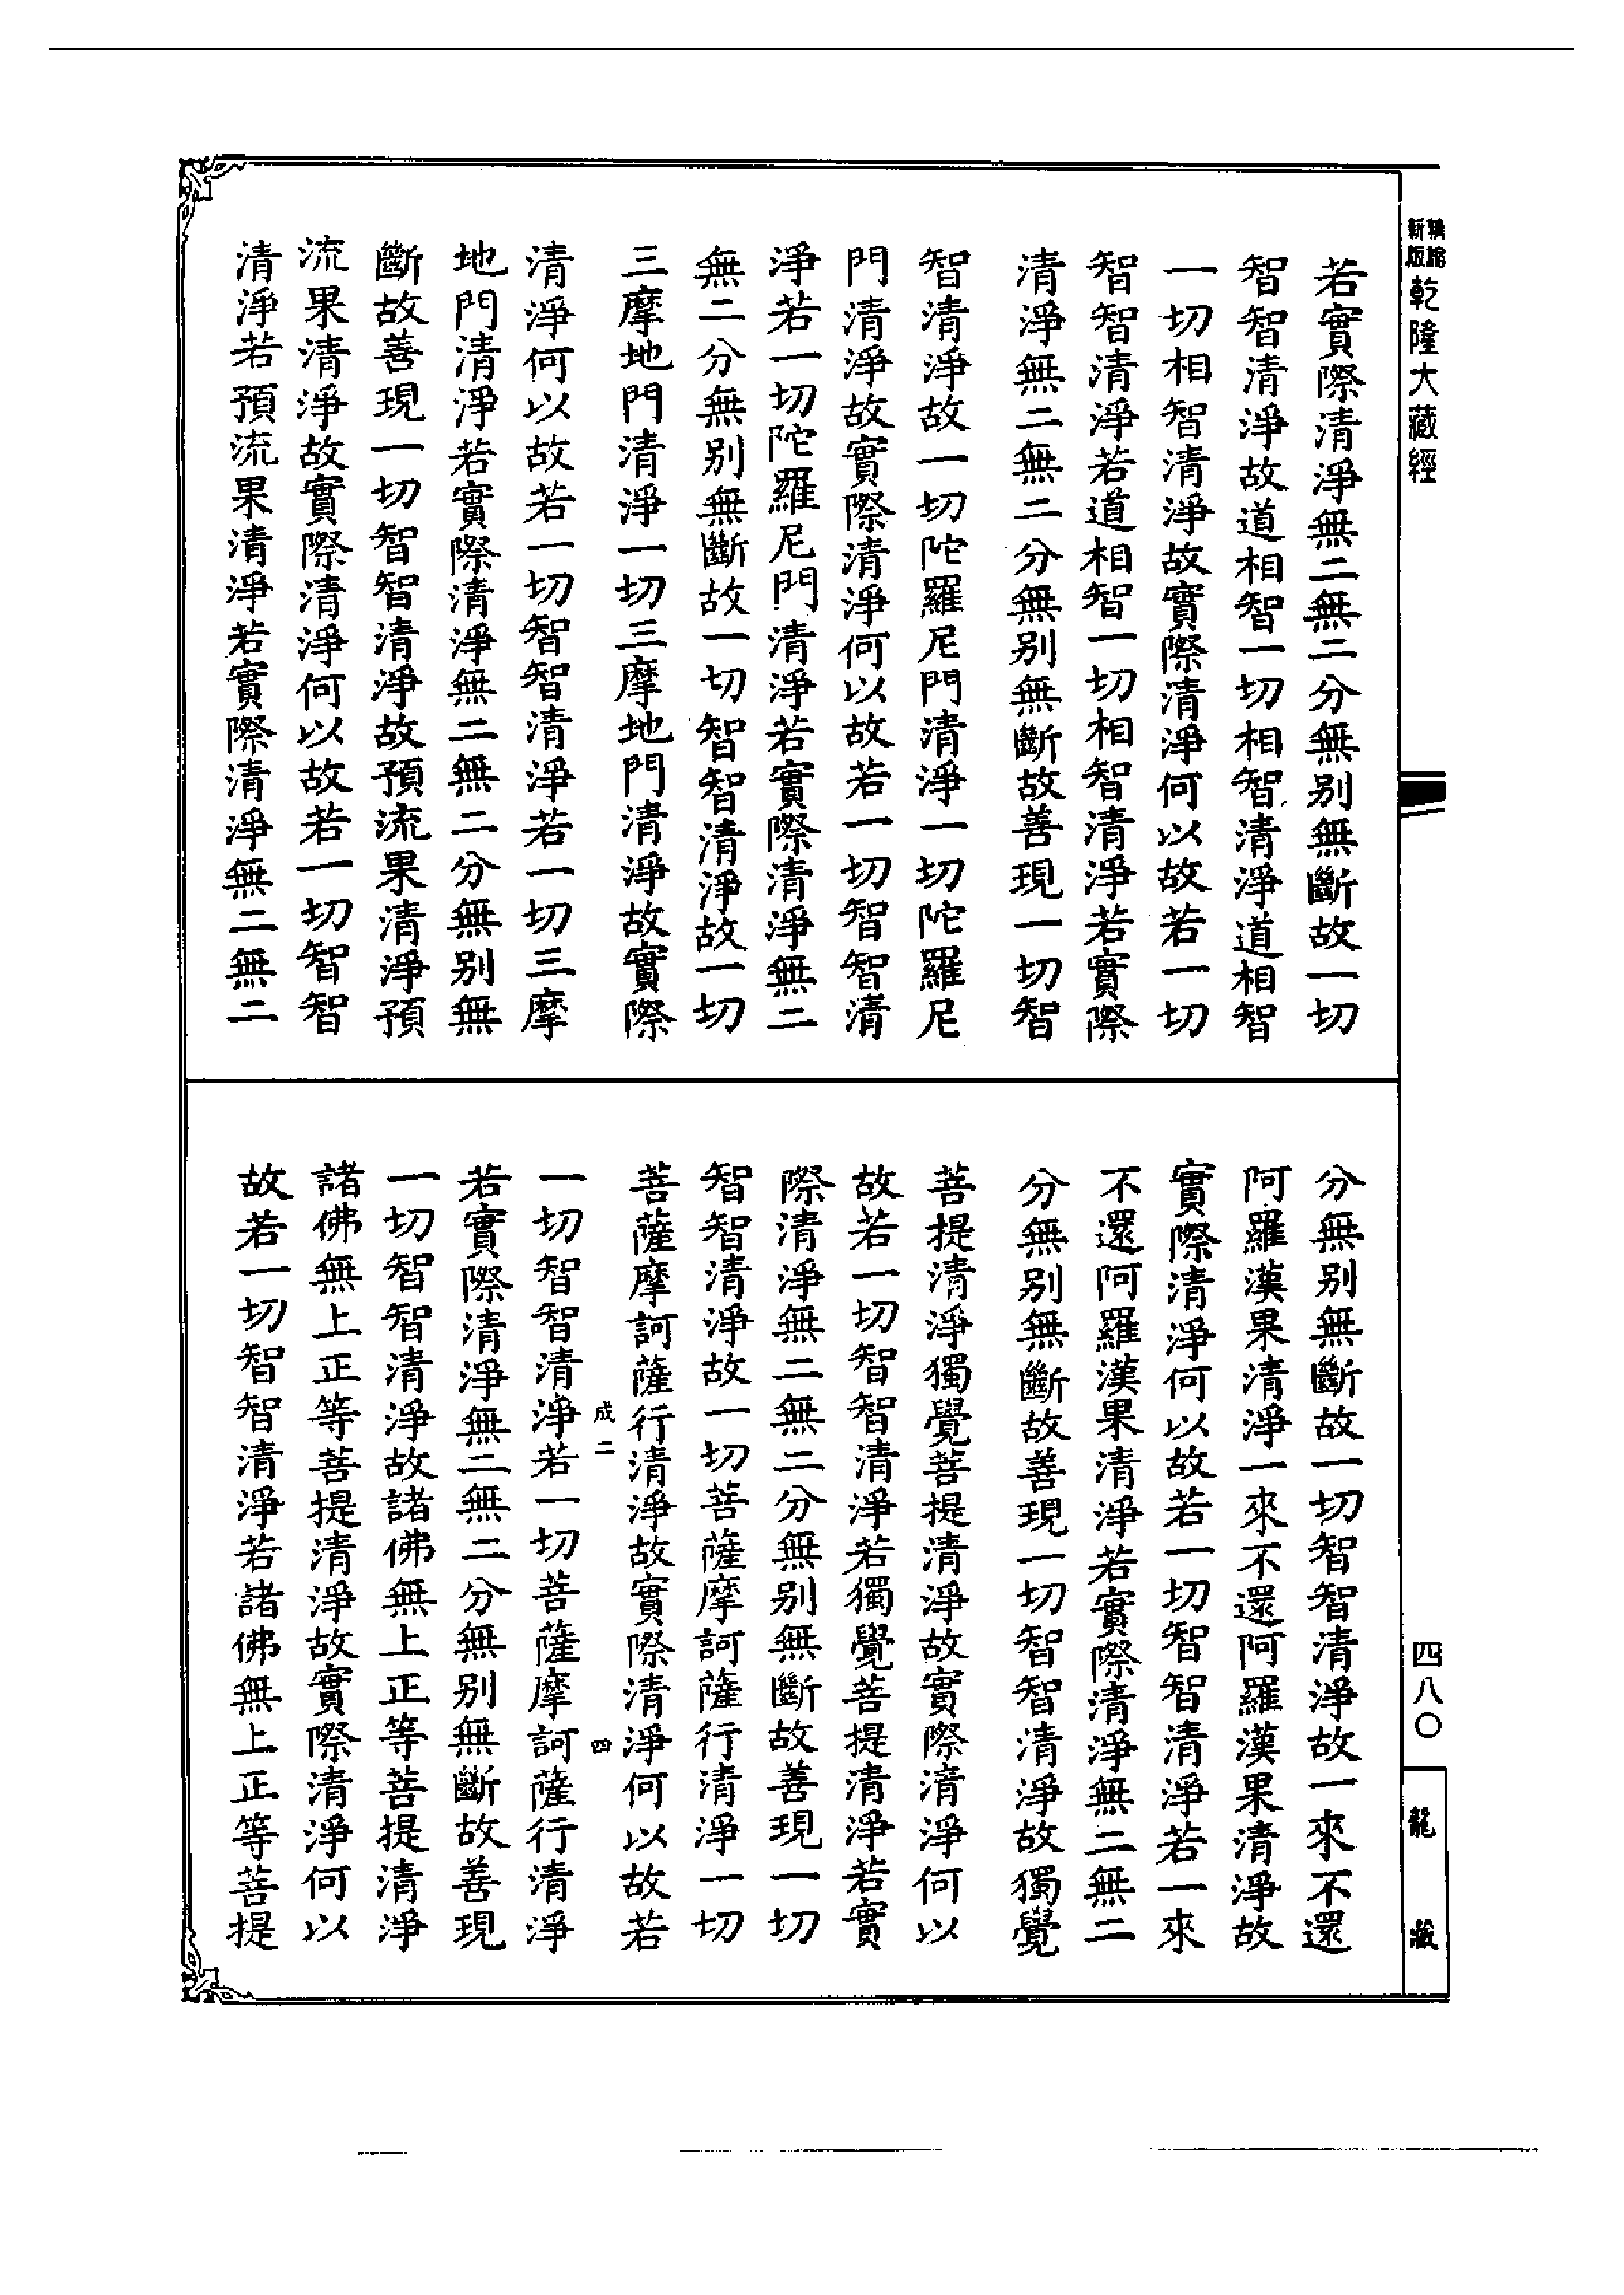 新版
乾隆大藏經
若實際清淨無二無二分無別無斷故一切
智智清淨故道相智一切相智清淨道相智
一切相智清淨故實際清淨何以故若一切
智智清淨若道相智一切相智清淨若實際
清淨無二無二分無別無斷故善現一切智
智清淨故一切陀羅尼門清淨一切陀羅尼
門清淨故實際清淨何以故若一切智智清
淨若一切陀羅尼門清淨若實際清淨無二
無二分無別無斷故一切智智清淨故一切
三摩地門清淨一切三摩地門清淨故實際
清淨何以故若一切智智清淨若一切三摩
地門清淨若實際清淨無二無二分無別無
斷故善現一切智智清淨故預流果清淨預
流果清淨故實際清淨何以故若一切智智
清淨若預流果清淨若實際清淨無二無二
分無別無斷故一切智智清淨故一來不還
阿羅漢果清淨一來不還阿羅漢果清淨故
實際清淨何以故若一切智智清淨若一來
不還阿羅漢果清淨若實際清淨無二無二
分無別無斷故善現一切智智清淨故獨覺
菩提清淨獨覺菩提清淨故實際清淨何以
故若一切智智清淨若獨覺菩提清淨若實
際清淨無二無二分無別無斷故善現一切
智智清淨故一切菩薩摩訶薩行清淨一切
菩薩摩訶薩行清淨故實際清淨何以故若
成二 四
一切智智清淨若一切菩薩摩訶薩行清淨
若實際清淨無二無二分無別無斷故善現
一切智智清淨故諸佛無上正等菩提清淨
諸佛無上正等菩提清淨故實際清淨何以
故若一切智智清淨若諸佛無上正等菩提
四八〇
龍藏